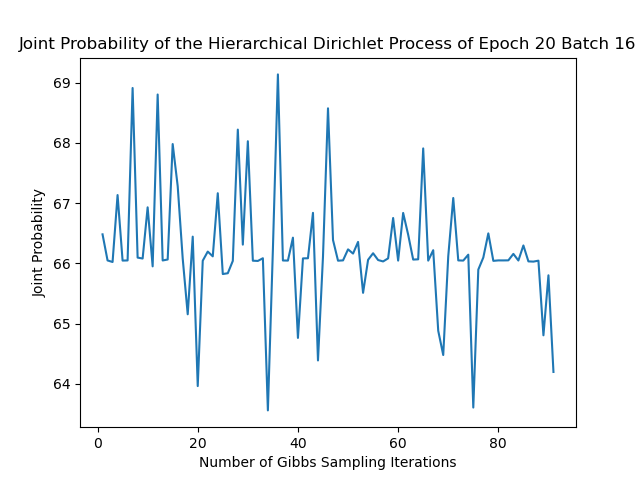 Joint Probability of the Hierarchical Dirichlet Process of Epoch 20 Batch 16
69
68
67
66
65
64
Joint Probability
0 20 40 60 80
Number of Gibbs Sampling Iterations